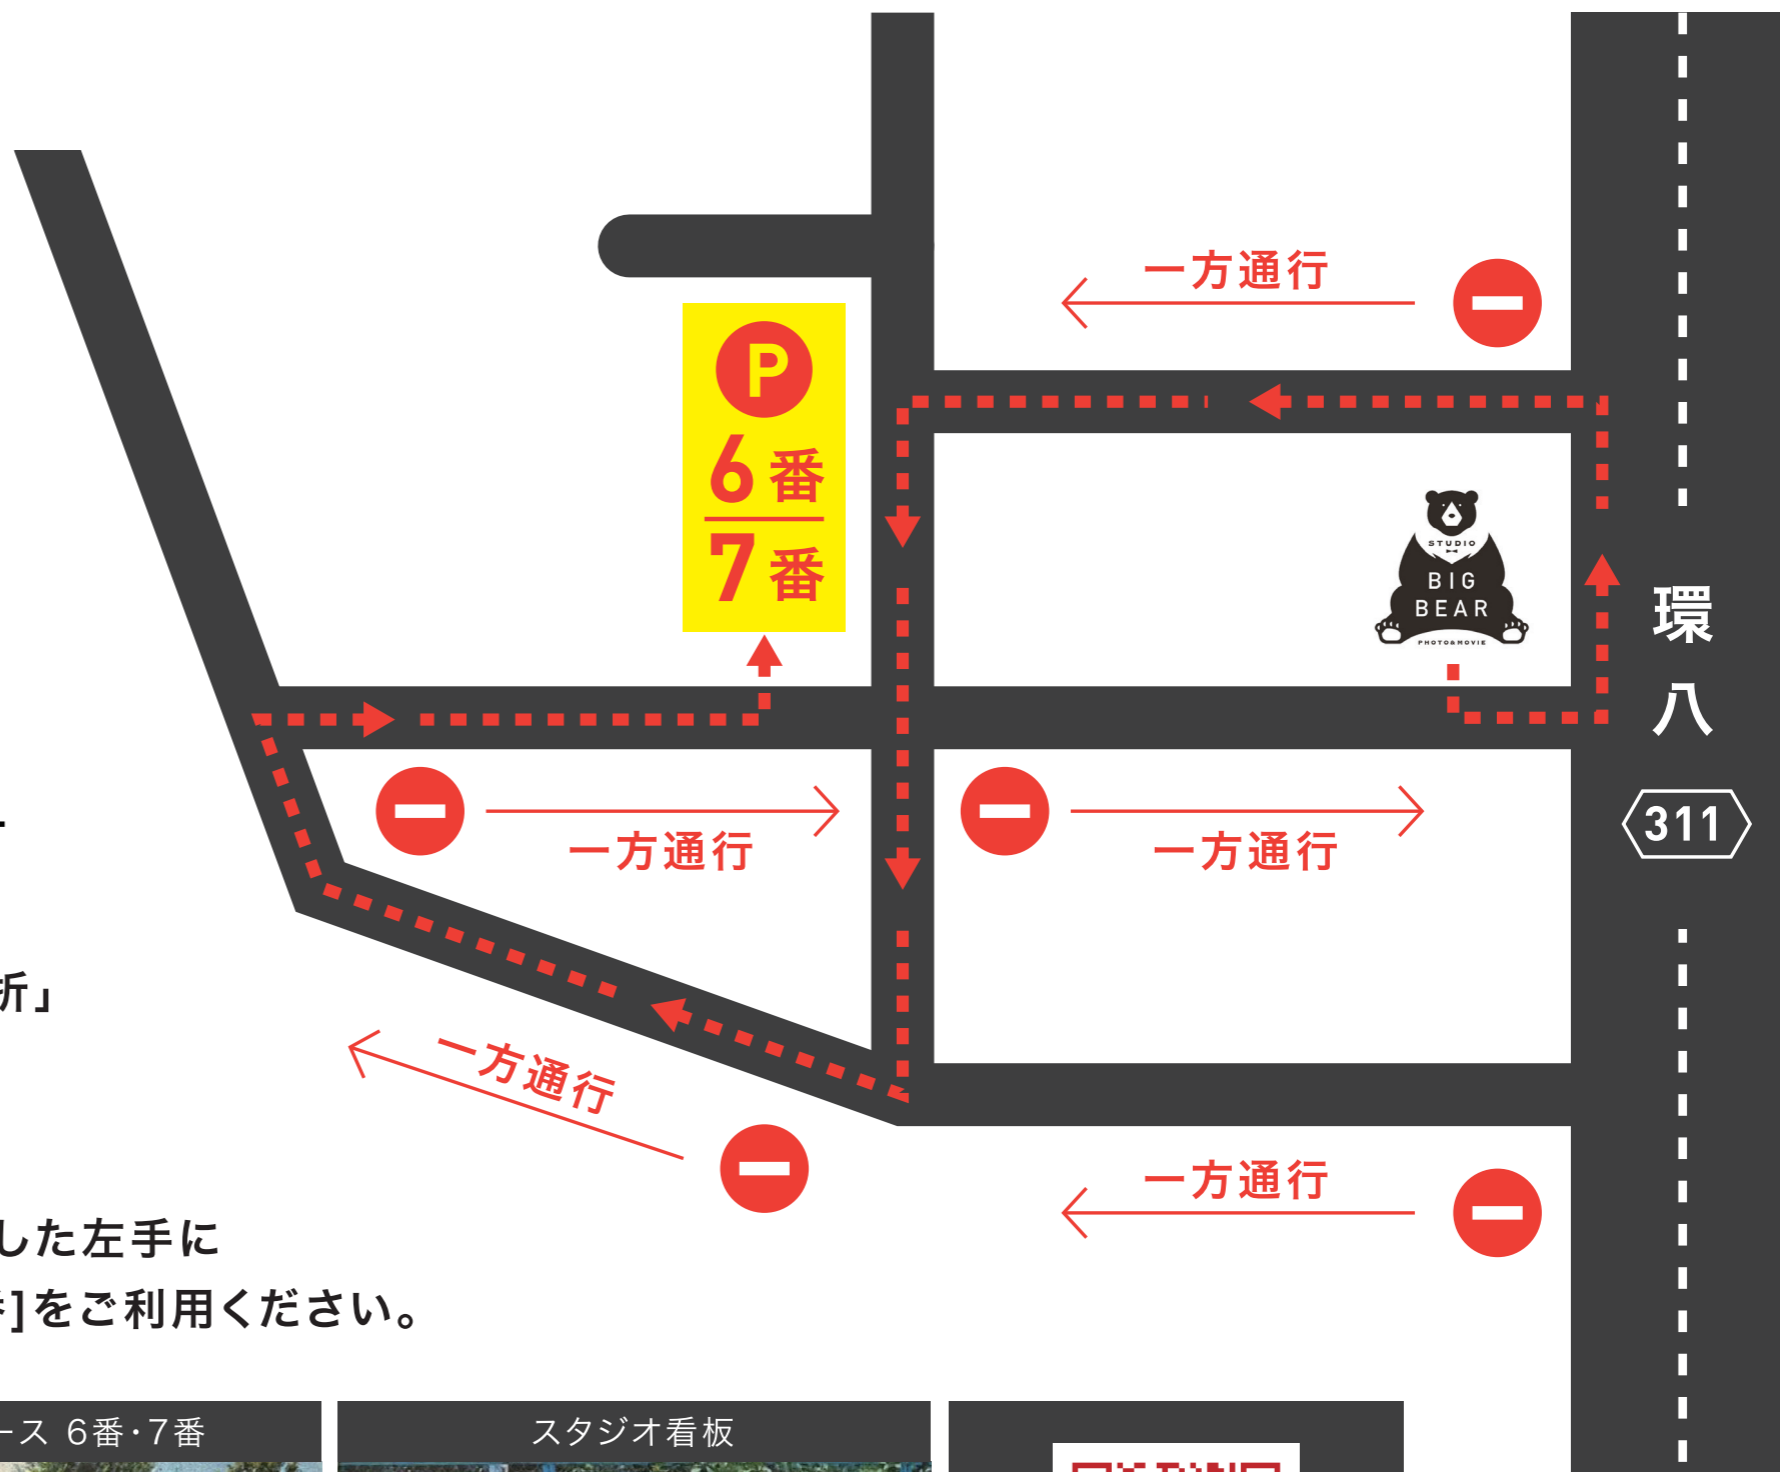 一方通行
P
6番
7番
STUDIO
BIG
BEAR
PHOTO&MOVIE
環八
311
一方通行
一方通行
折」
一方通行
一方通行
した左手に
]をご利用ください。
ース 6番・7番
スタジオ看板